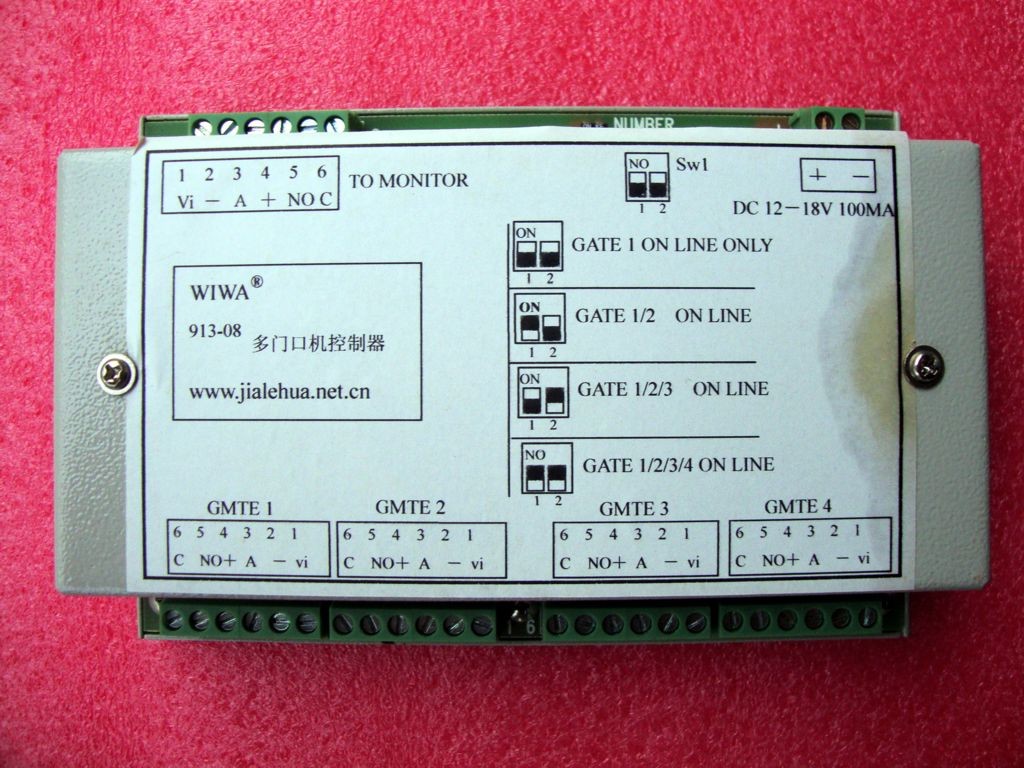 NUMBER
1 2 3 4 5 6
Vi − A + NO C
TO MONITOR
NO
1 2
Sw1
+ −
DC 12－18V 100MA
WIWA®
913-08 多门口机控制器
www.jialehua.net.cn
ON
1 2
GATE 1 ON LINE ONLY
ON
1 2
GATE 1/2 ON LINE
ON
1 2
GATE 1/2/3 ON LINE
NO
1 2
GATE 1/2/3/4 ON LINE
GMTE 1
6 5 4 3 2 1
C NO+ A − vi
GMTE 2
6 5 4 3 2 1
C NO+ A − vi
GMTE 3
6 5 4 3 2 1
C NO+ A − vi
GMTE 4
6 5 4 3 2 1
C NO+ A − vi
6